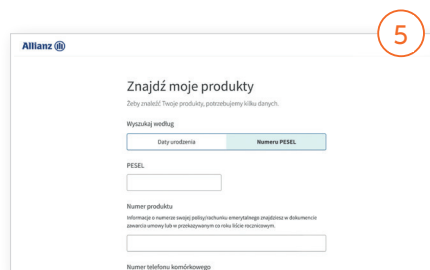 5
Allianz
Znajdź moje produkty
Żeby znaleźć Twoje produkty, potrzebujemy kilku danych.
Wyszukaj według
Daty urodzenia Numeru PESEL
PESEL
Numer produktu
Informacje o numerze swojej polisy/rachunku emerytalnego znajdziesz w dokumencie
zawarcia umowy lub w przekazywanym co roku liście rocznicowym.
Numer telefonu komórkowego